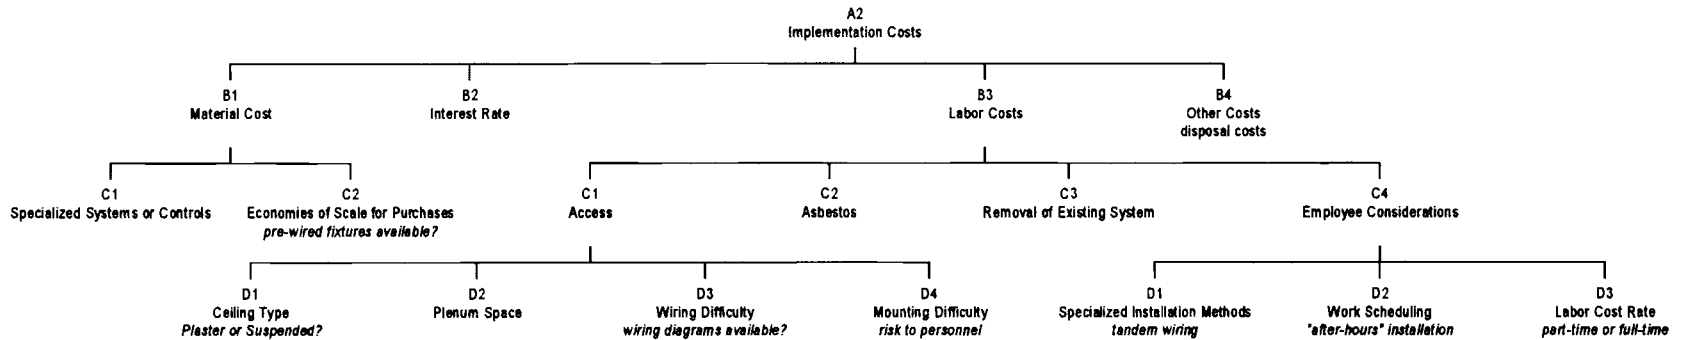 A2
Implementation Costs
B1
Material Cost
B2
Interest Rate
B3
Labor Costs
B4
Other Costs
disposal costs
C1
Specialized Systems or Controls
C2
Economies of Scale for Purchases
pre-wired fixtures available?
C1
Access
C2
Asbestos
C3
Removal of Existing System
C4
Employee Considerations
D1
Ceiling Type
Plaster or Suspended?
D2
Plenum Space
D3
Wiring Difficulty
wiring diagrams available?
D4
Mounting Difficulty
risk to personnel
D1
Specialized Installation Methods
tandem wiring
D2
Work Scheduling
"after-hours" installation
D3
Labor Cost Rate
part-time or full-time